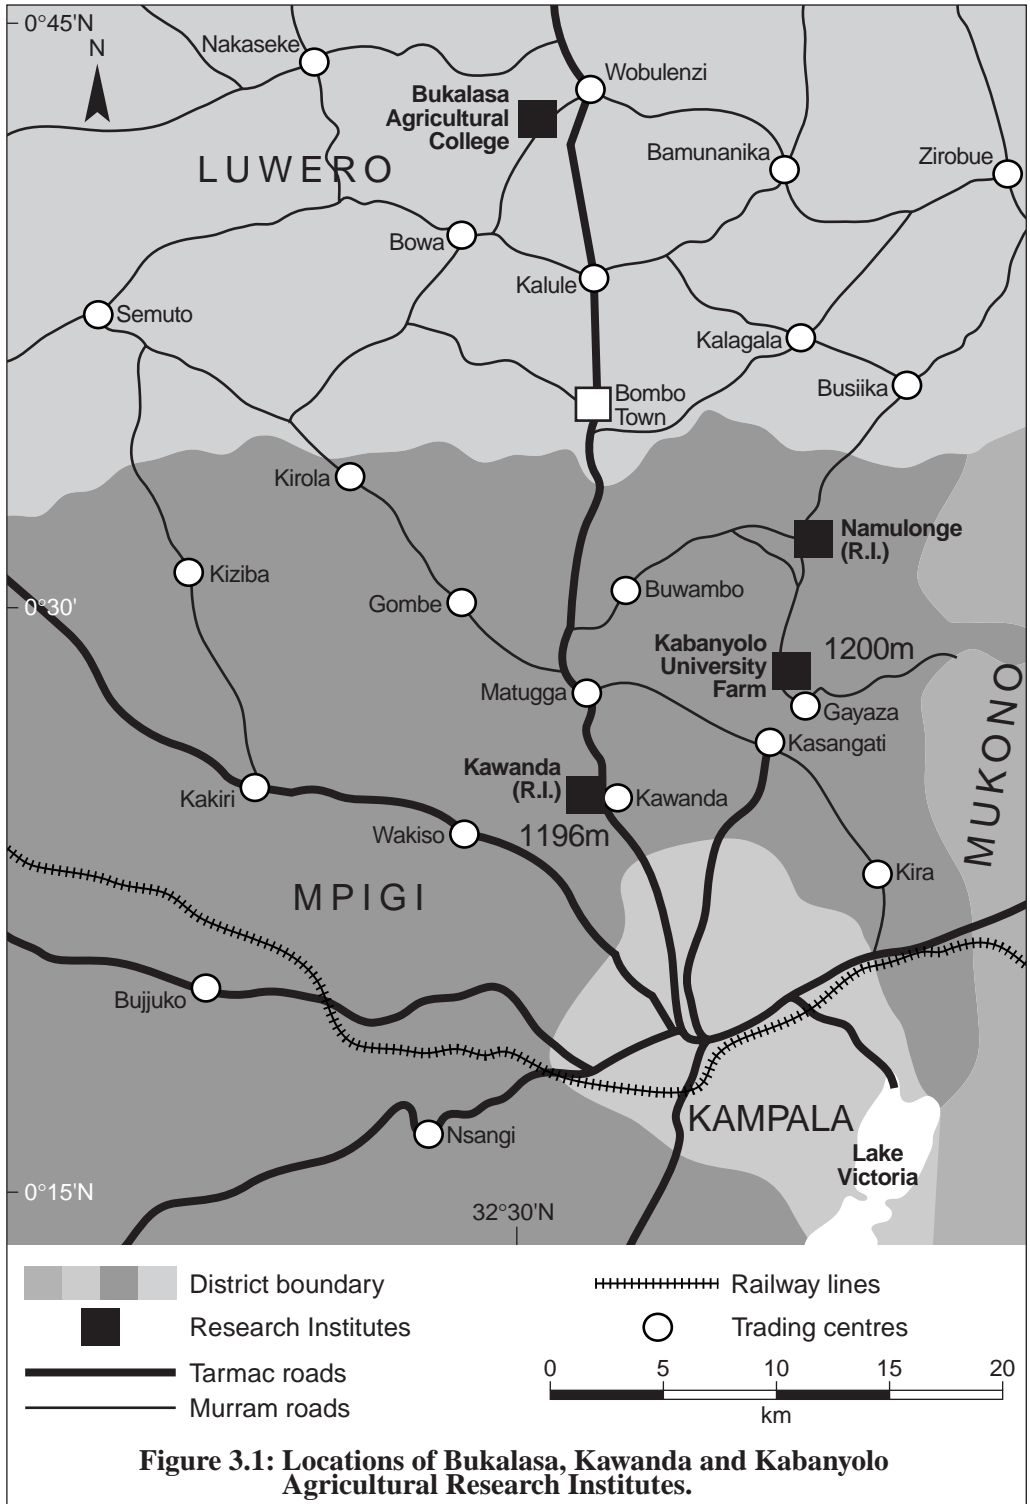 0°45'N
N
Nakaseke
Wobulenzi
Bukalasa
Agricultural
College
Bamunanika
Zirobue
LUWERO
Bowa
Kalule
Semuto
Kalagala
Busiika
Bombo
Town
Kirola
Namulonge
(R.I.)
Kiziba
Buwambo
0°30'
Gombe
Kabanyolo
University
Farm
1200m
Matugga
Gayaza
Kasangati
MUKONO
Kawanda
(R.I.)
Kawanda
Kakiri
Wakiso
1196m
Kira
MPIGI
Bujjuko
KAMPALA
Nsangi
Lake
Victoria
0°15'N
32°30'N
District boundary
Railway lines
Research Institutes
Trading centres
Tarmac roads
0 5 10 15 20
Murram roads
km
Figure 3.1: Locations of Bukalasa, Kawanda and Kabanyolo
Agricultural Research Institutes.